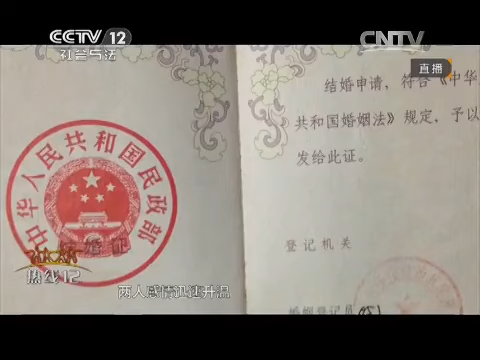 CCTV 12
社会与法
CNTV
直播
结婚申请,符合《中华
共和国婚姻法》规定,予以
发给此证。
中华人民共和国民政部
登记机关
婚姻登记员
热线12
两人感情迅速升温